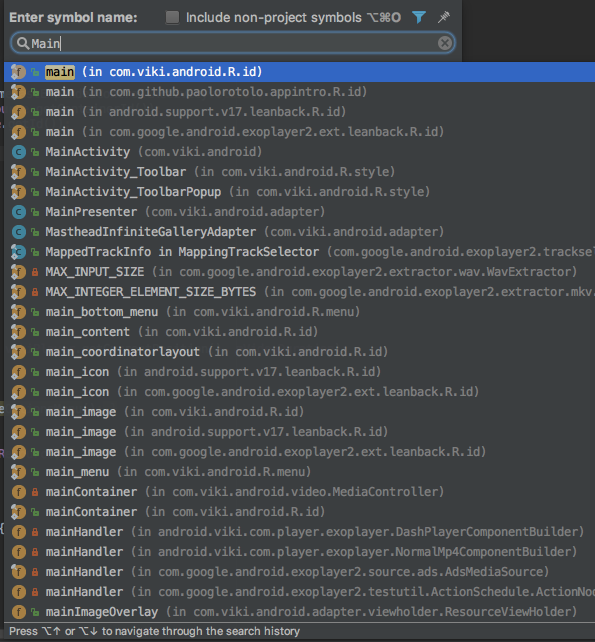 Enter symbol name: Include non-project symbols ⌥⌘O
Main
main (in com.viki.android.R.id)
main (in com.github.paolorotolo.appintro.R.id)
main (in android.support.v17.leanback.R.id)
main (in com.google.android.exoplayer2.ext.leanback.R.id)
MainActivity (com.viki.android)
MainActivity_Toolbar (in com.viki.android.R.style)
MainActivity_ToolbarPopup (in com.viki.android.R.style)
MainPresenter (com.viki.android.adapter)
MastheadInfiniteGalleryAdapter (com.viki.android.adapter)
MappedTrackInfo in MappingTrackSelector (com.google.android.exoplayer2.tracksel
MAX_INPUT_SIZE (in com.google.android.exoplayer2.extractor.wav.WavExtractor)
MAX_INTEGER_ELEMENT_SIZE_BYTES (in com.google.android.exoplayer2.extractor.mkv.
main_bottom_menu (in com.viki.android.R.menu)
main_content (in com.viki.android.R.id)
main_coordinatorlayout (in com.viki.android.R.id)
main_icon (in android.support.v17.leanback.R.id)
main_icon (in com.google.android.exoplayer2.ext.leanback.R.id)
main_image (in com.viki.android.R.id)
main_image (in android.support.v17.leanback.R.id)
main_image (in com.google.android.exoplayer2.ext.leanback.R.id)
main_menu (in com.viki.android.R.menu)
mainContainer (in com.viki.android.video.MediaController)
mainContainer (in com.viki.android.R.id)
mainHandler (in android.viki.com.player.exoplayer.DashPlayerComponentBuilder)
mainHandler (in android.viki.com.player.exoplayer.NormalMp4ComponentBuilder)
mainHandler (in com.google.android.exoplayer2.source.ads.AdsMediaSource)
mainHandler (in com.google.android.exoplayer2.testutil.ActionSchedule.ActionNod
mainImageOverlay (in com.viki.android.adapter.viewholder.ResourceViewHolder)
Press ⌥↑ or ⌥↓ to navigate through the search history